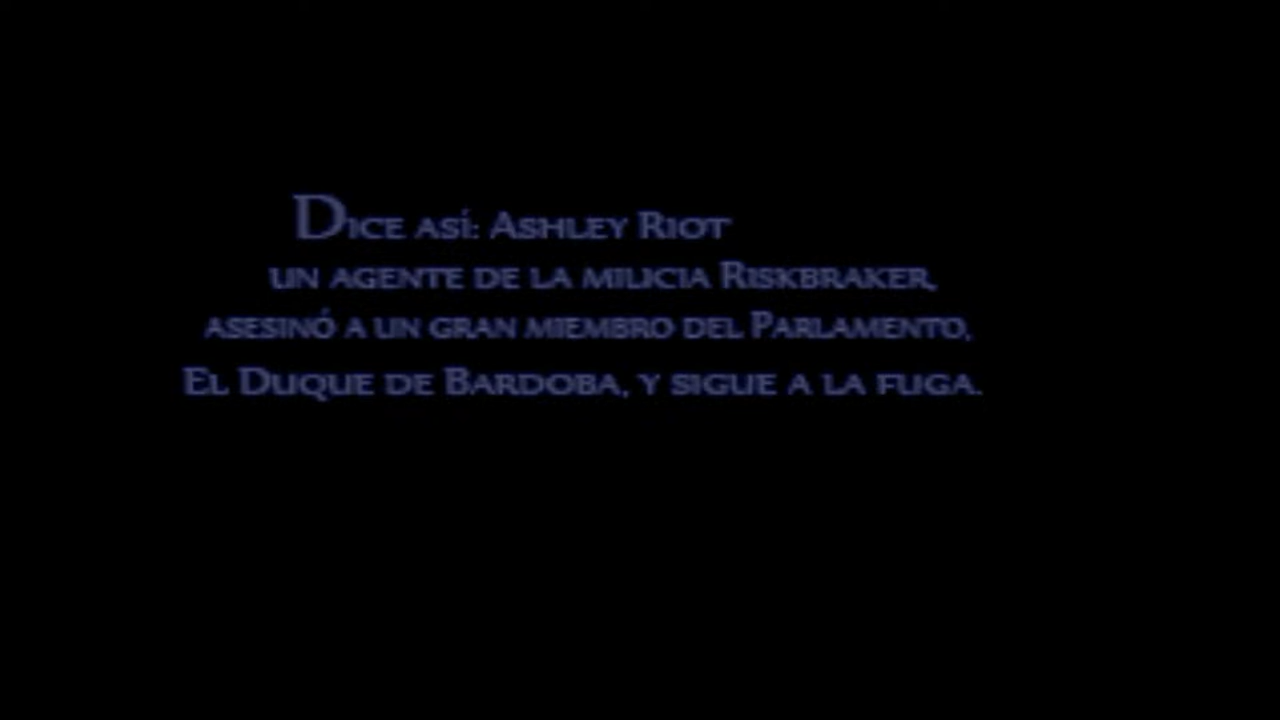 Dice así: Ashley Riot
un agente de la milicia Riskbraker,
asesinó a un gran miembro del Parlamento,
El Duque de Bardoba, y sigue a la fuga.